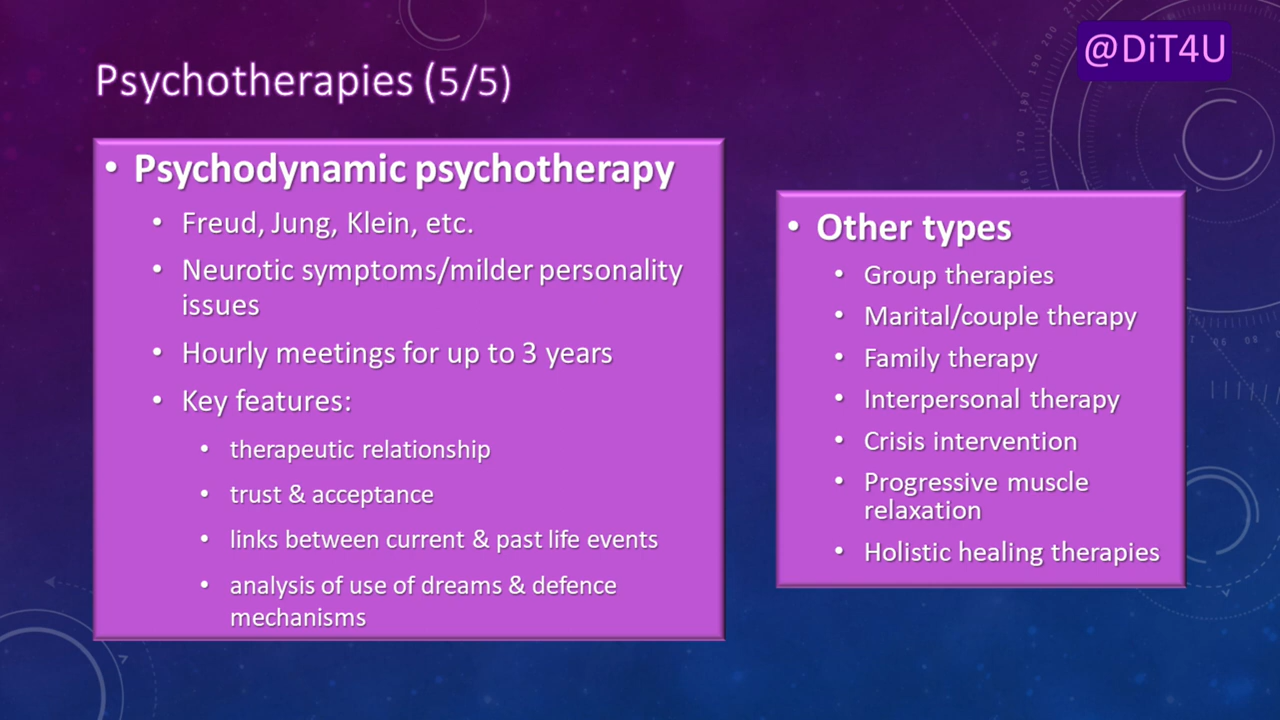 @DiT4U
Psychotherapies (5/5)
• Psychodynamic psychotherapy
• Freud, Jung, Klein, etc.
• Neurotic symptoms/milder personality
issues
• Hourly meetings for up to 3 years
• Key features:
• therapeutic relationship
• trust & acceptance
• links between current & past life events
• analysis of use of dreams & defence
mechanisms
• Other types
• Group therapies
• Marital/couple therapy
• Family therapy
• Interpersonal therapy
• Crisis intervention
• Progressive muscle
relaxation
• Holistic healing therapies